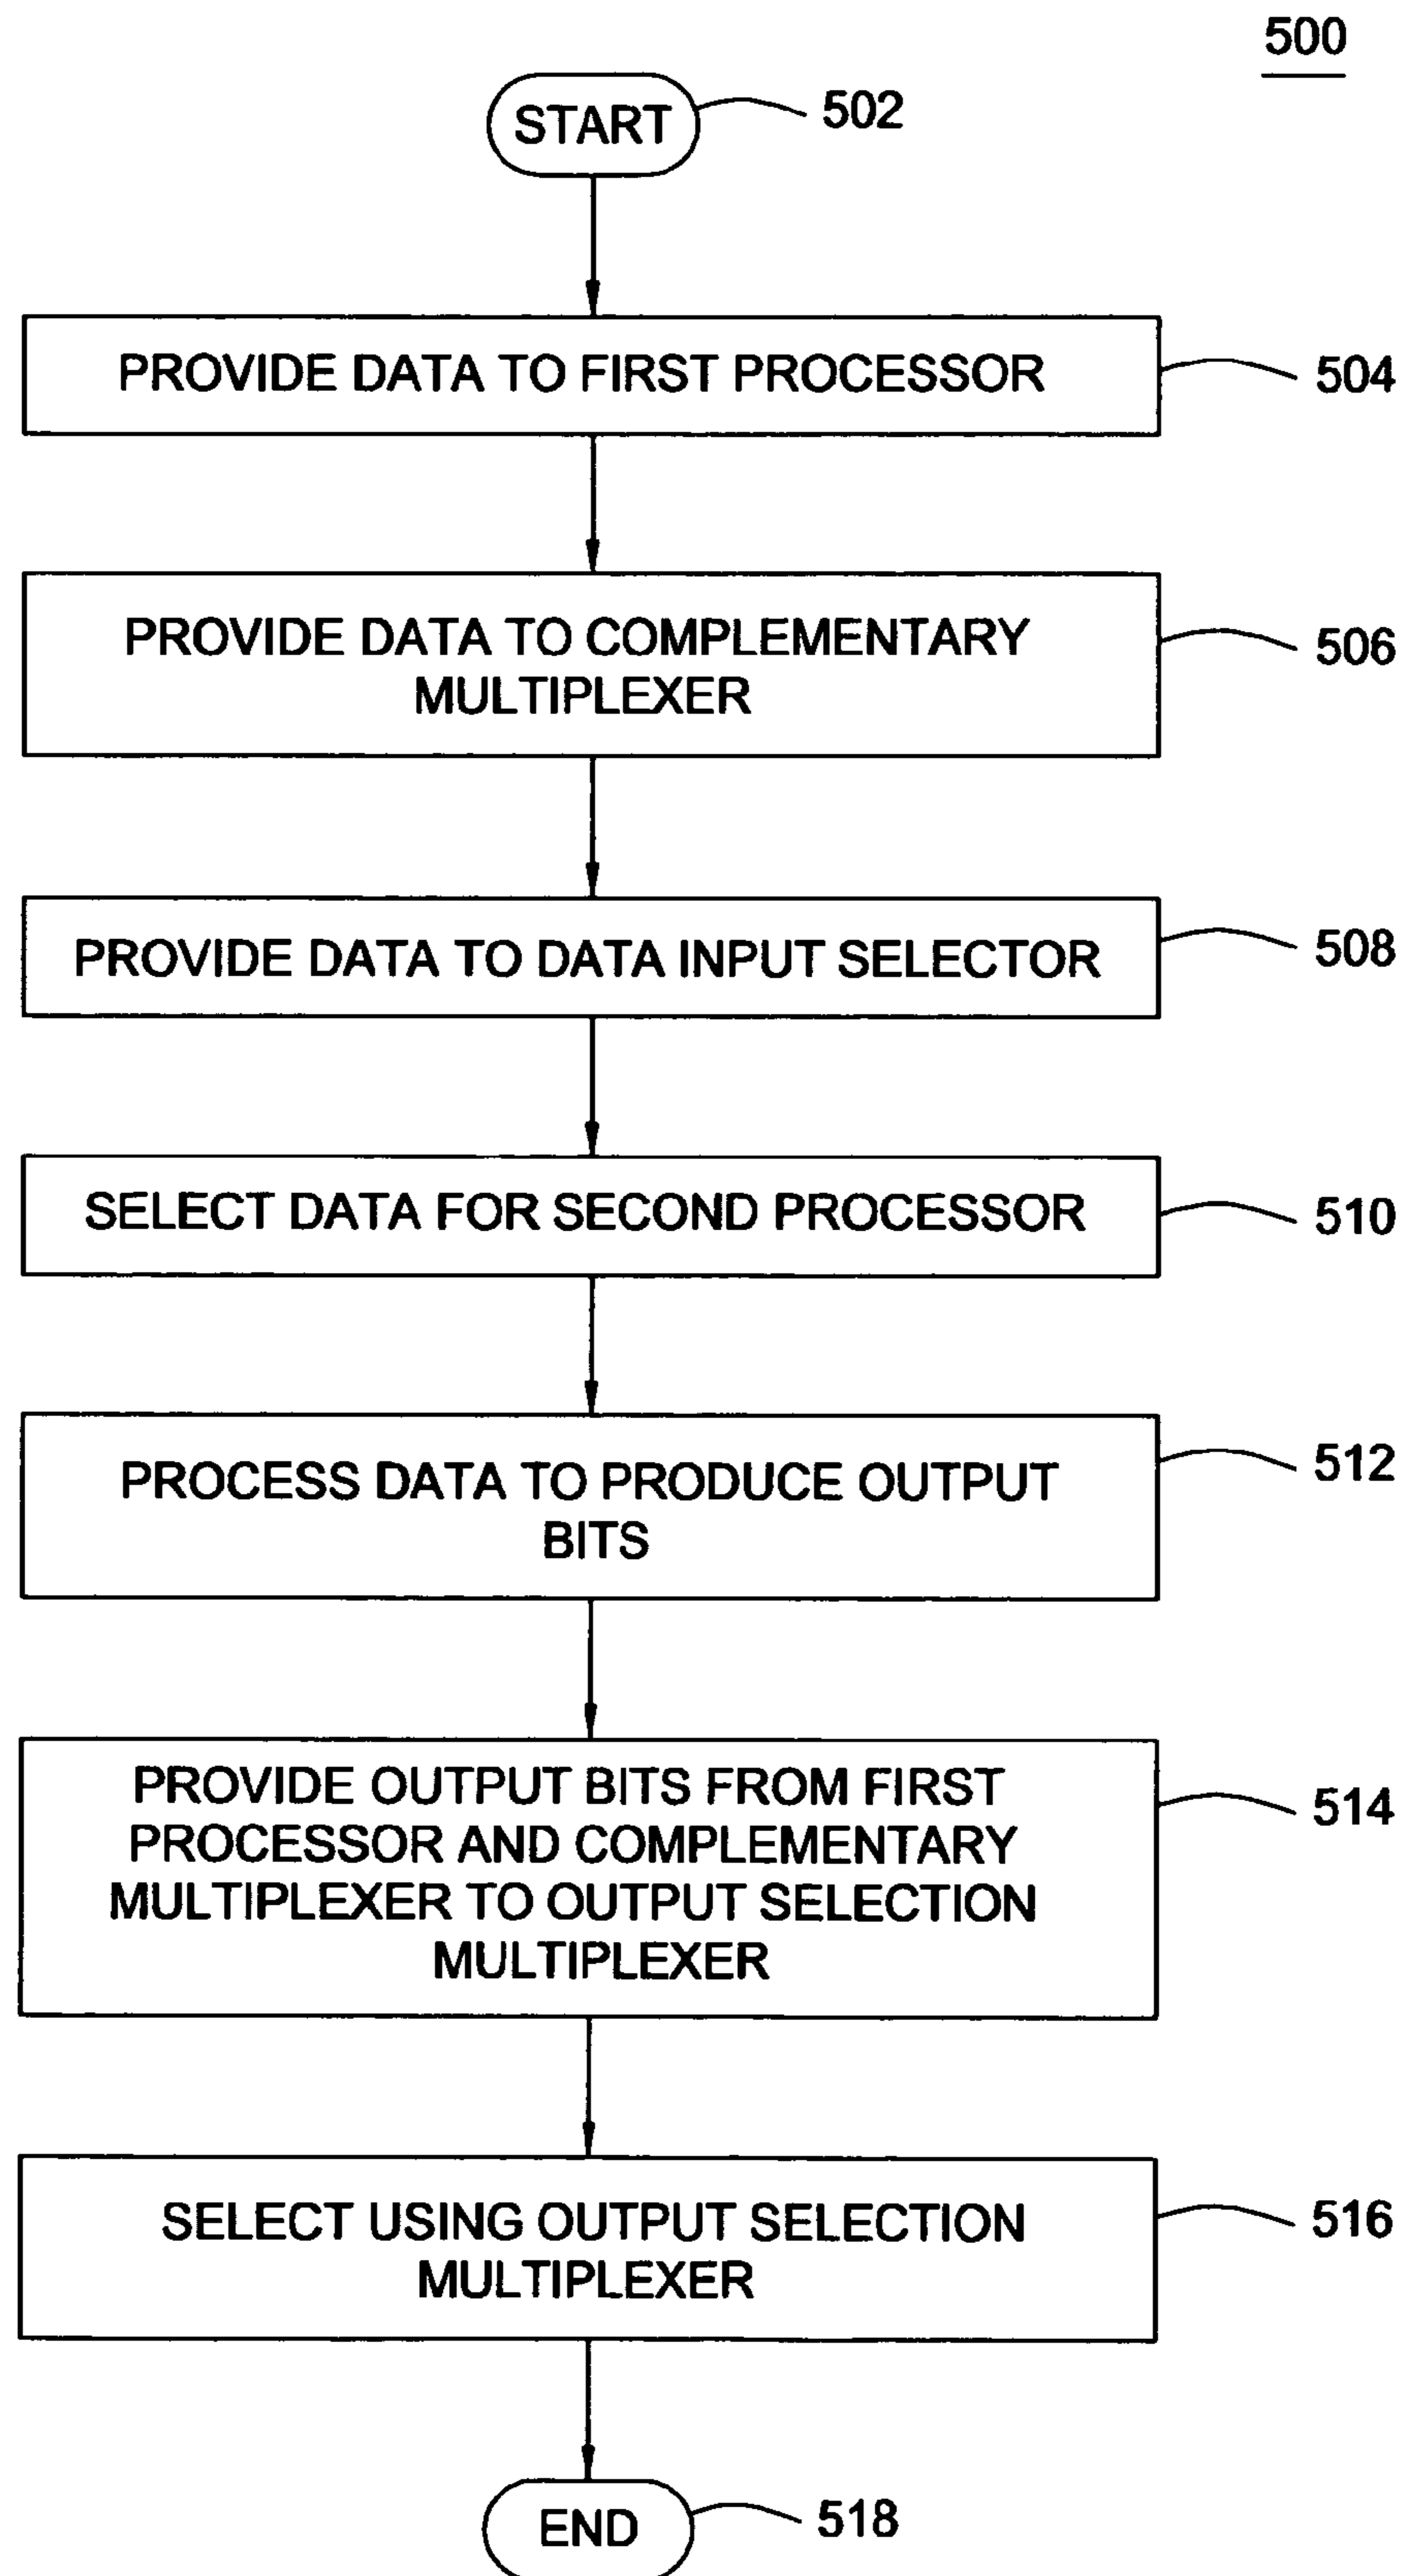 500
START
502
PROVIDE DATA TO FIRST PROCESSOR
504
PROVIDE DATA TO COMPLEMENTARY
MULTIPLEXER
506
PROVIDE DATA TO DATA INPUT SELECTOR
508
SELECT DATA FOR SECOND PROCESSOR
510
PROCESS DATA TO PRODUCE OUTPUT
BITS
512
PROVIDE OUTPUT BITS FROM FIRST
PROCESSOR AND COMPLEMENTARY
MULTIPLEXER TO OUTPUT SELECTION
MULTIPLEXER
514
SELECT USING OUTPUT SELECTION
MULTIPLEXER
516
END
518